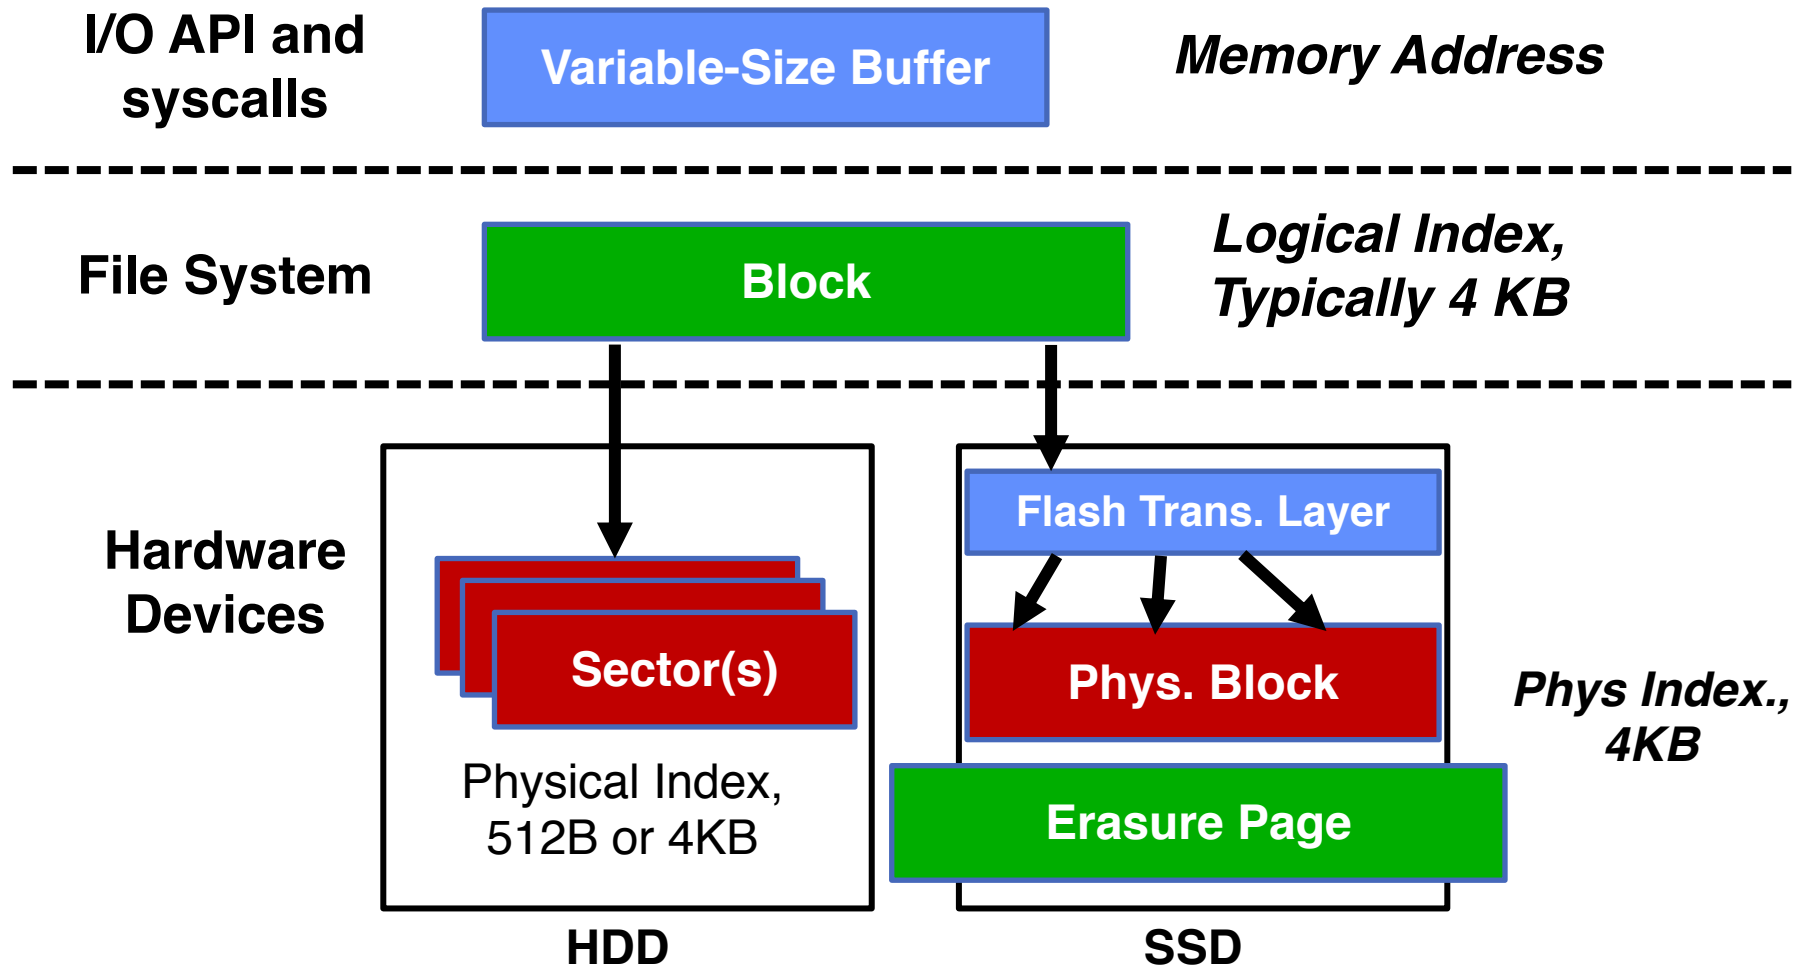 I/O API and
syscalls
Variable-Size Buffer
Memory Address
File System
Block
Logical Index,
Typically 4 KB
Hardware
Devices
Sector(s)
Physical Index,
512B or 4KB
HDD
Flash Trans. Layer
Phys. Block
Erasure Page
SSD
Phys Index.,
4KB